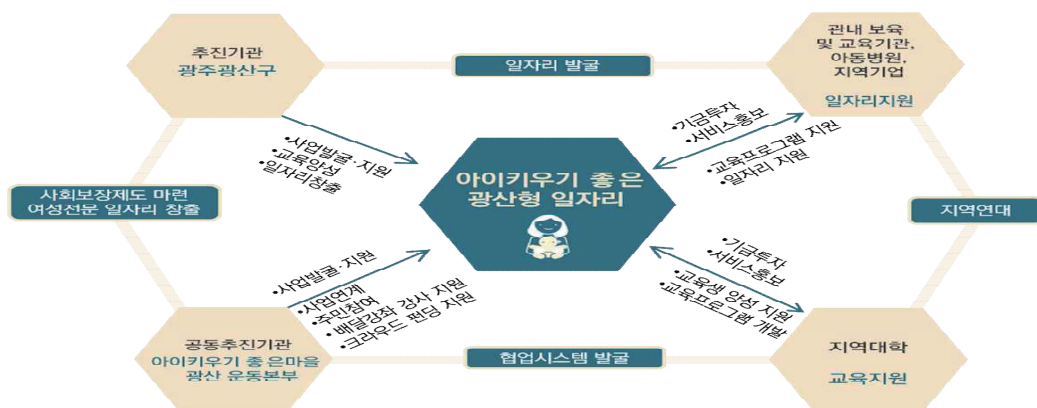 추진기관
광주광산구
일자리 발굴
관내 보육
및 교육기관,
아동병원,
지역기업
일자리지원
•사업발굴·지원
•교육양성
•일자리창출
•기금투자
•서비스홍보
•교육프로그램 지원
•일자리 지원
아이키우기 좋은
광산형 일자리
사회보장제도 마련
여성전문 일자리 창출
지역연대
•사업발굴·지원
•사업연계
•주민참여
•배달강좌 강사 지원
•크라우드 펀딩 지원
•기금투자
•서비스홍보
•교육생 양성 지원
•교육프로그램 개발
공동추진기관
아이키우기 좋은마을
광산 운동본부
협업시스템 발굴
지역대학
교육지원